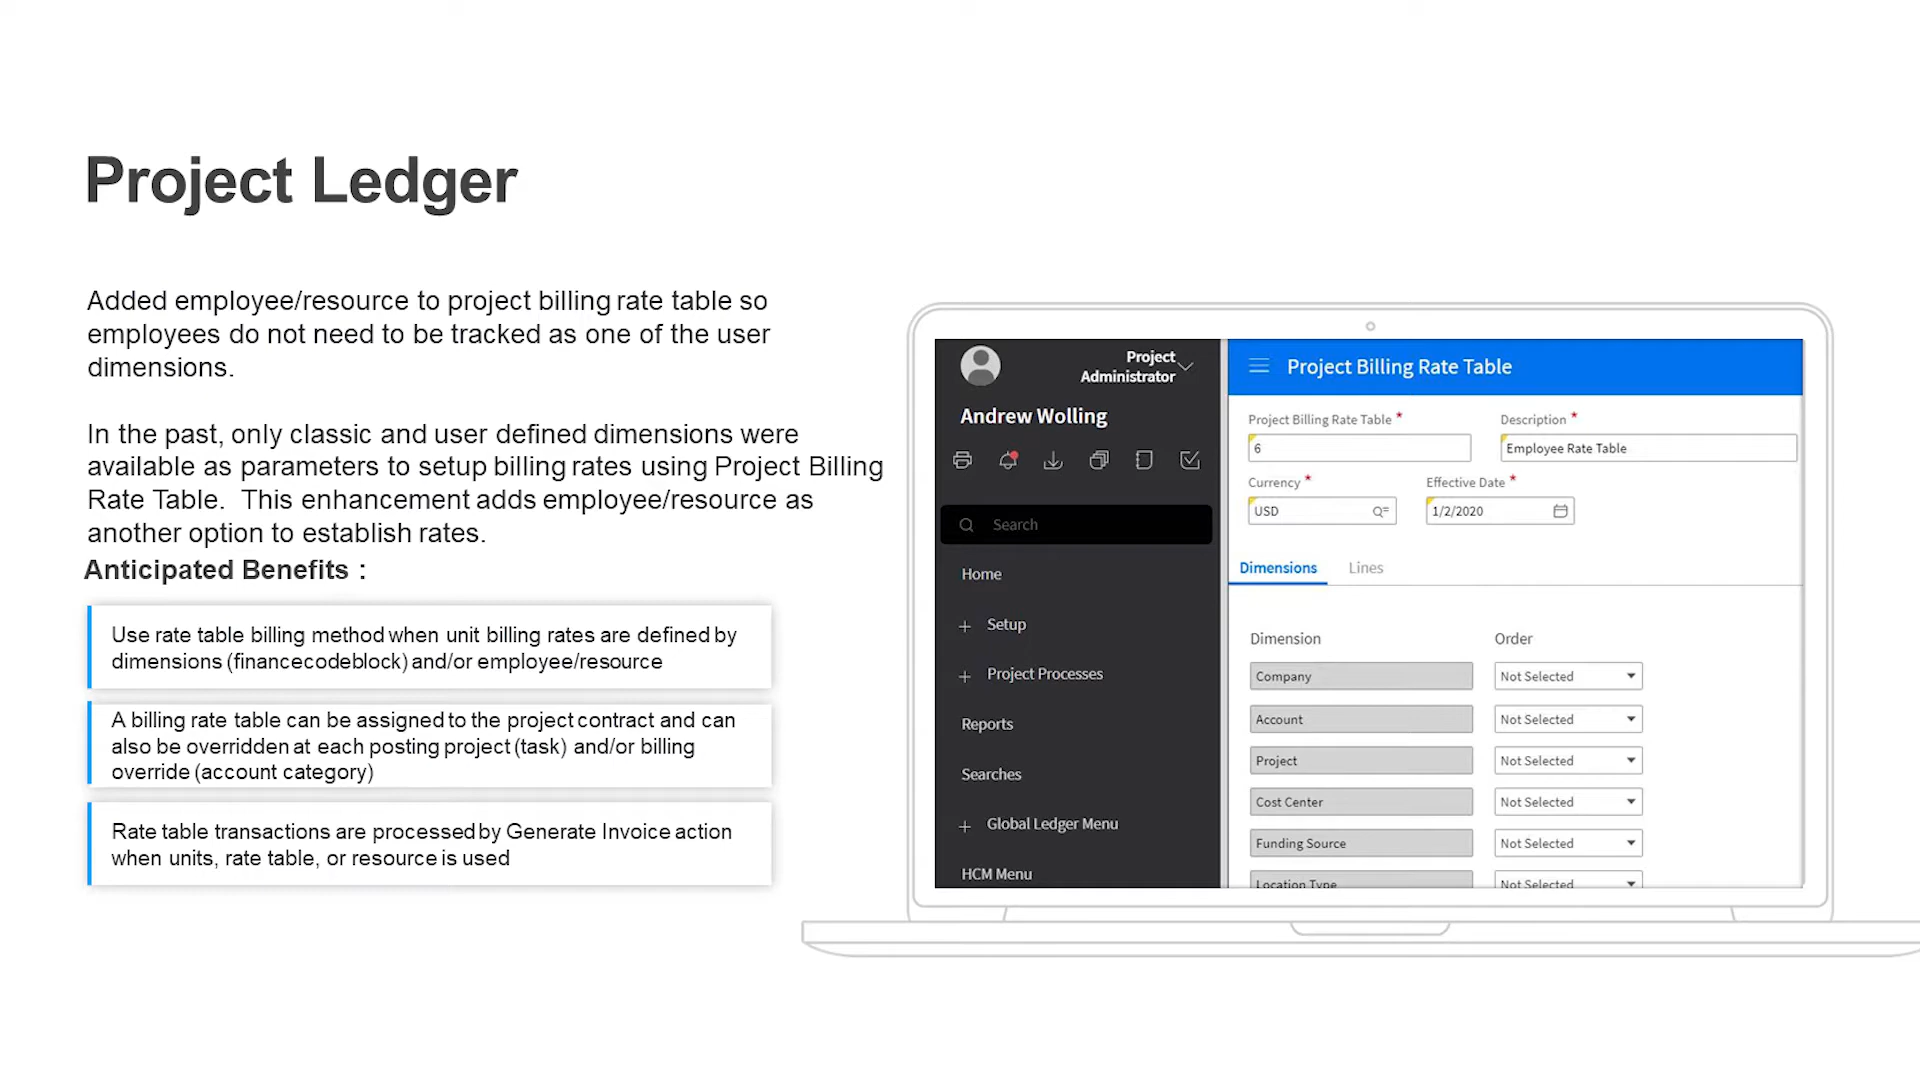 Project Ledger
Added employee/resource to project billing rate table so
employees do not need to be tracked as one of the user
dimensions.
In the past, only classic and user defined dimensions were
available as parameters to setup billing rates using Project Billing
Rate Table.  This enhancement adds employee/resource as
another option to establish rates.
Anticipated Benefits :
Use rate table billing method when unit billing rates are defined by
dimensions (financecodeblock) and/or employee/resource
A billing rate table can be assigned to the project contract and can
also be overridden at each posting project (task) and/or billing
override (account category)
Rate table transactions are processed by Generate Invoice action
when units, rate table, or resource is used
Project
Administrator
Andrew Wolling
Search
Home
Setup
Project Processes
Reports
Searches
Global Ledger Menu
HCM Menu
Project Billing Rate Table
Project Billing Rate Table * Description *
6 Employee Rate Table
Currency * Effective Date *
USD 1/2/2020
Dimensions Lines
Dimension Order
Company Not Selected
Account Not Selected
Project Not Selected
Cost Center Not Selected
Funding Source Not Selected
Location Type Not Selected